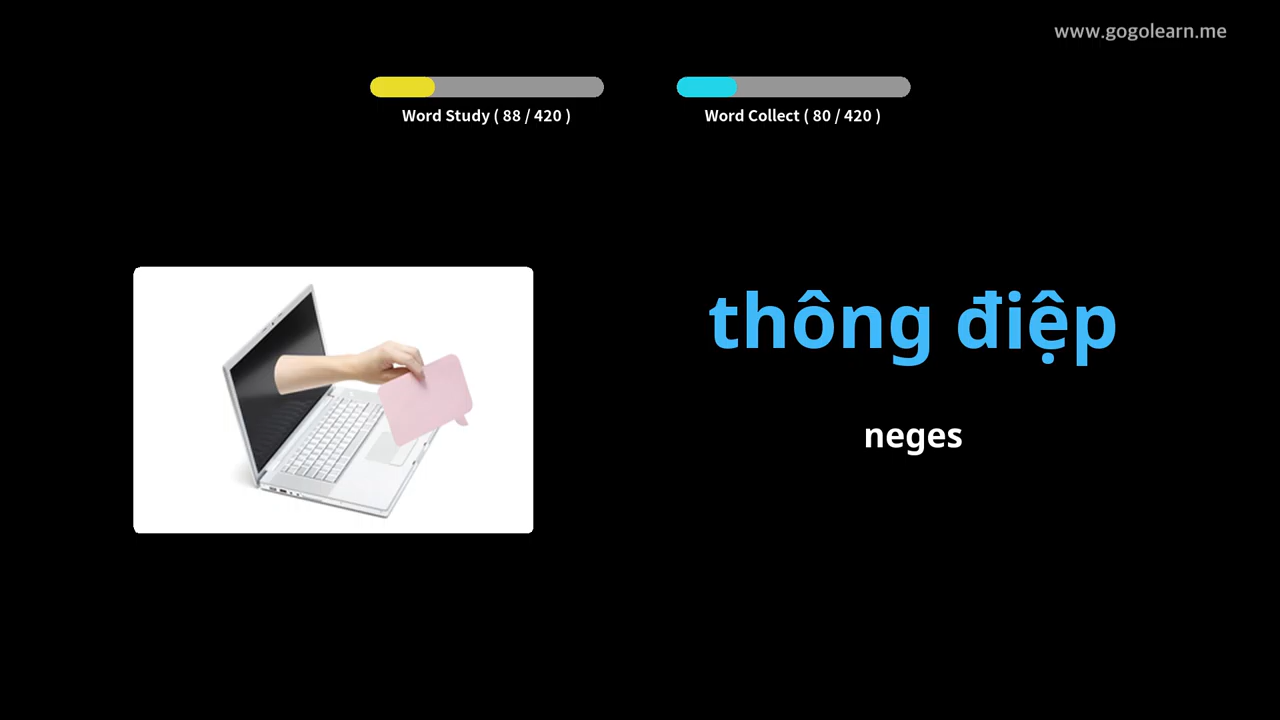 www.gogolearn.me
Word Study ( 88 / 420 )
Word Collect ( 80 / 420 )
thông điệp
neges